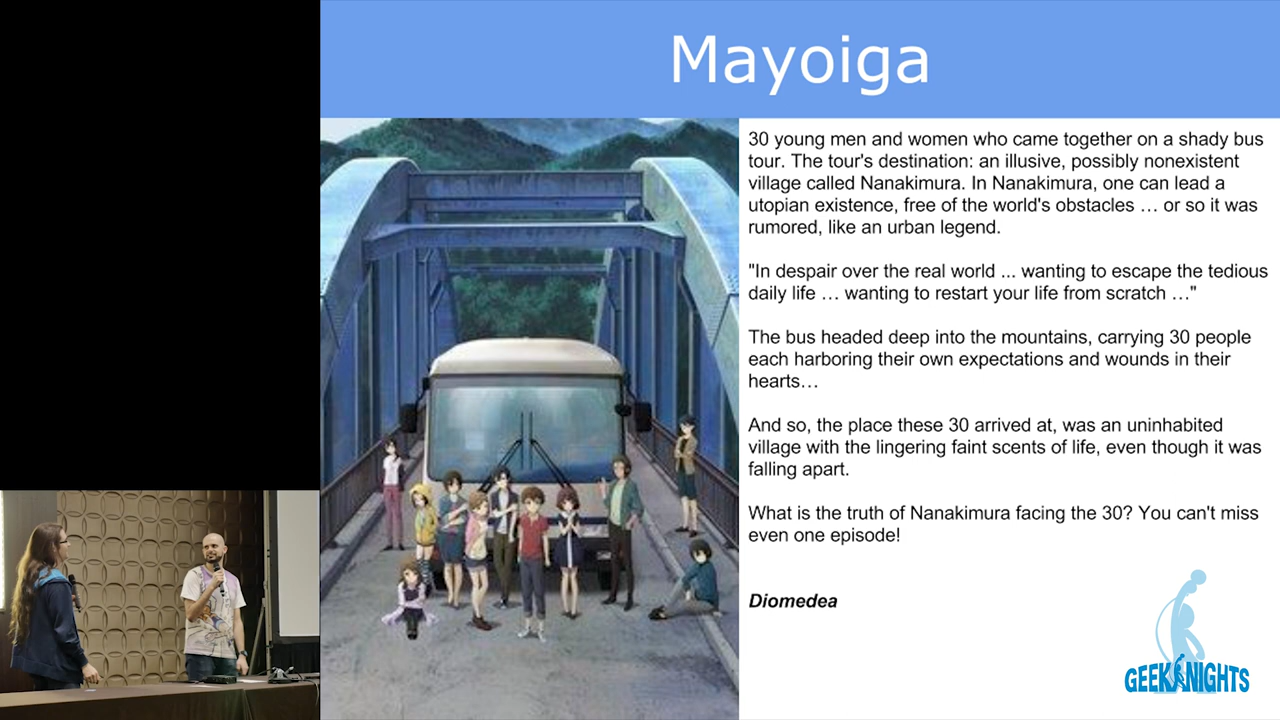 Mayoiga
30 young men and women who came together on a shady bus
tour. The tour's destination: an illusive, possibly nonexistent
village called Nanakimura. In Nanakimura, one can lead a
utopian existence, free of the world's obstacles … or so it was
rumored, like an urban legend.
"In despair over the real world ... wanting to escape the tedious
daily life … wanting to restart your life from scratch …"
The bus headed deep into the mountains, carrying 30 people
each harboring their own expectations and wounds in their
hearts…
And so, the place these 30 arrived at, was an uninhabited
village with the lingering faint scents of life, even though it was
falling apart.
What is the truth of Nanakimura facing the 30? You can't miss
even one episode!
Diomedea
GEEKNIGHTS